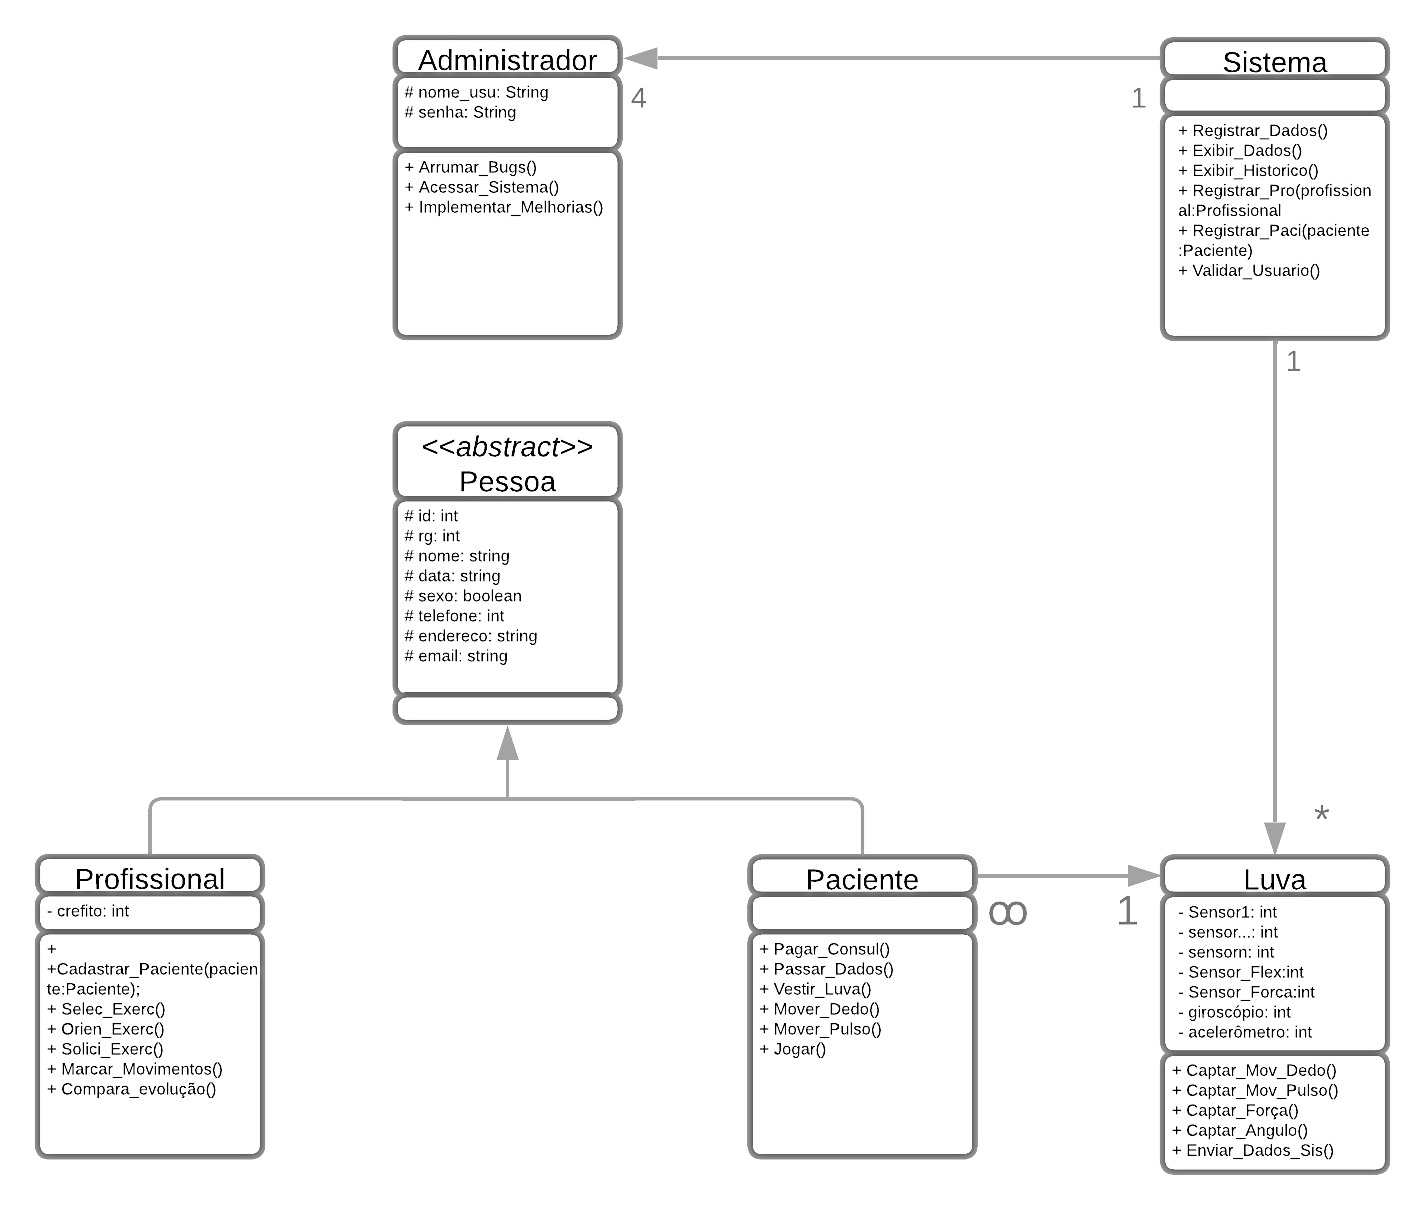 Administrador
# nome_usu: String
# senha: String
+ Arrumar_Bugs()
+ Acessar_Sistema()
+ Implementar_Melhorias()
4
1
Sistema
+ Registrar_Dados()
+ Exibir_Dados()
+ Exibir_Historico()
+ Registrar_Pro(profission
al:Profissional
+ Registrar_Paci(paciente
:Paciente)
+ Validar_Usuario()
1
*
<<abstract>>
Pessoa
# id: int
# rg: int
# nome: string
# data: string
# sexo: boolean
# telefone: int
# endereco: string
# email: string
Profissional
- crefito: int
+
+Cadastrar_Paciente(pacien
te:Paciente);
+ Selec_Exerc()
+ Orien_Exerc()
+ Solici_Exerc()
+ Marcar_Movimentos()
+ Compara_evolução()
Paciente
+ Pagar_Consul()
+ Passar_Dados()
+ Vestir_Luva()
+ Mover_Dedo()
+ Mover_Pulso()
+ Jogar()
∞
1
Luva
- Sensor1: int
- sensor...: int
- sensorn: int
- Sensor_Flex:int
- Sensor_Forca:int
- giroscópio: int
- acelerômetro: int
+ Captar_Mov_Dedo()
+ Captar_Mov_Pulso()
+ Captar_Força()
+ Captar_Angulo()
+ Enviar_Dados_Sis()